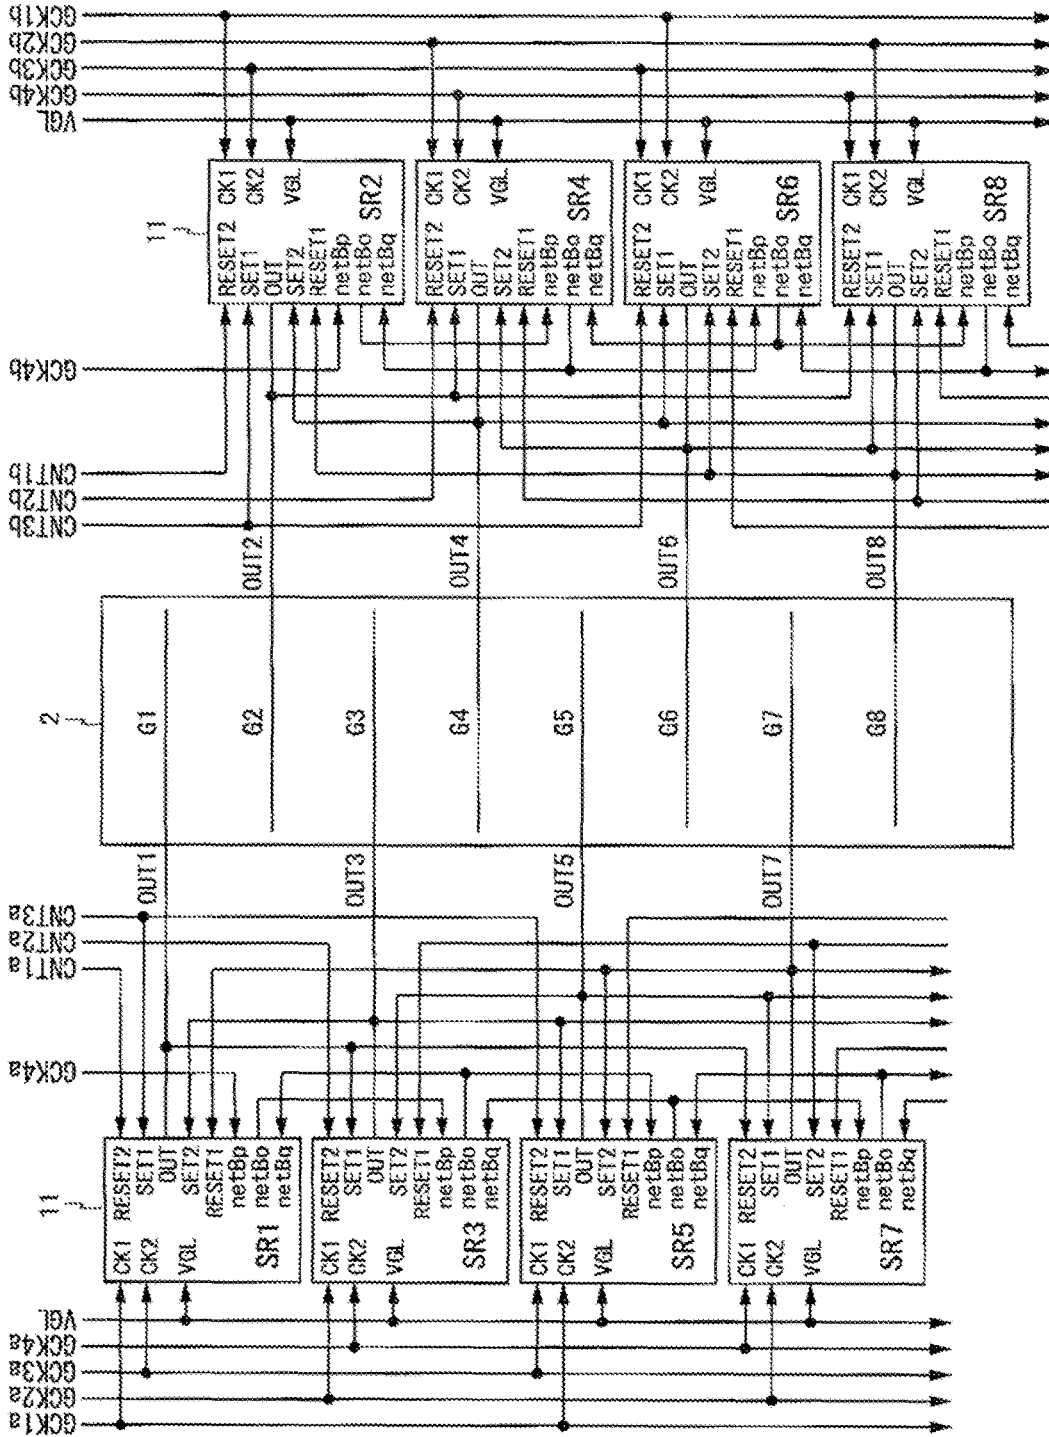 GCK1b
GCK2b
GCK3b
GCK4b
VGL
11
CK1
CK2
VGL
RESET2
SET1
OUT
SET2
RESET1
netBp
netBo
netBq
SR2
CK1
CK2
VGL
RESET2
SET1
OUT
SET2
RESET1
netBp
netBo
netBq
SR4
CK1
CK2
VGL
RESET2
SET1
OUT
SET2
RESET1
netBp
netBo
netBq
SR6
CK1
CK2
VGL
RESET2
SET1
OUT
SET2
RESET1
netBp
netBo
netBq
SR8
GCK4b
CNT1b
CNT2b
CNT3b
OUT2
OUT4
OUT6
OUT8
2
G1
G2
G3
G4
G5
G6
G7
G8
OUT1
OUT3
OUT5
OUT7
CNT3a
CNT2a
CNT1a
GCK4a
11
RESET2
SET1
OUT
SET2
RESET1
netBp
netBo
netBq
CK1
CK2
VGL
SR1
RESET2
SET1
OUT
SET2
RESET1
netBp
netBo
netBq
CK1
CK2
VGL
SR3
RESET2
SET1
OUT
SET2
RESET1
netBp
netBo
netBq
CK1
CK2
VGL
SR5
RESET2
SET1
OUT
SET2
RESET1
netBp
netBo
netBq
CK1
CK2
VGL
SR7
VGL
GCK4a
GCK3a
GCK2a
GCK1a